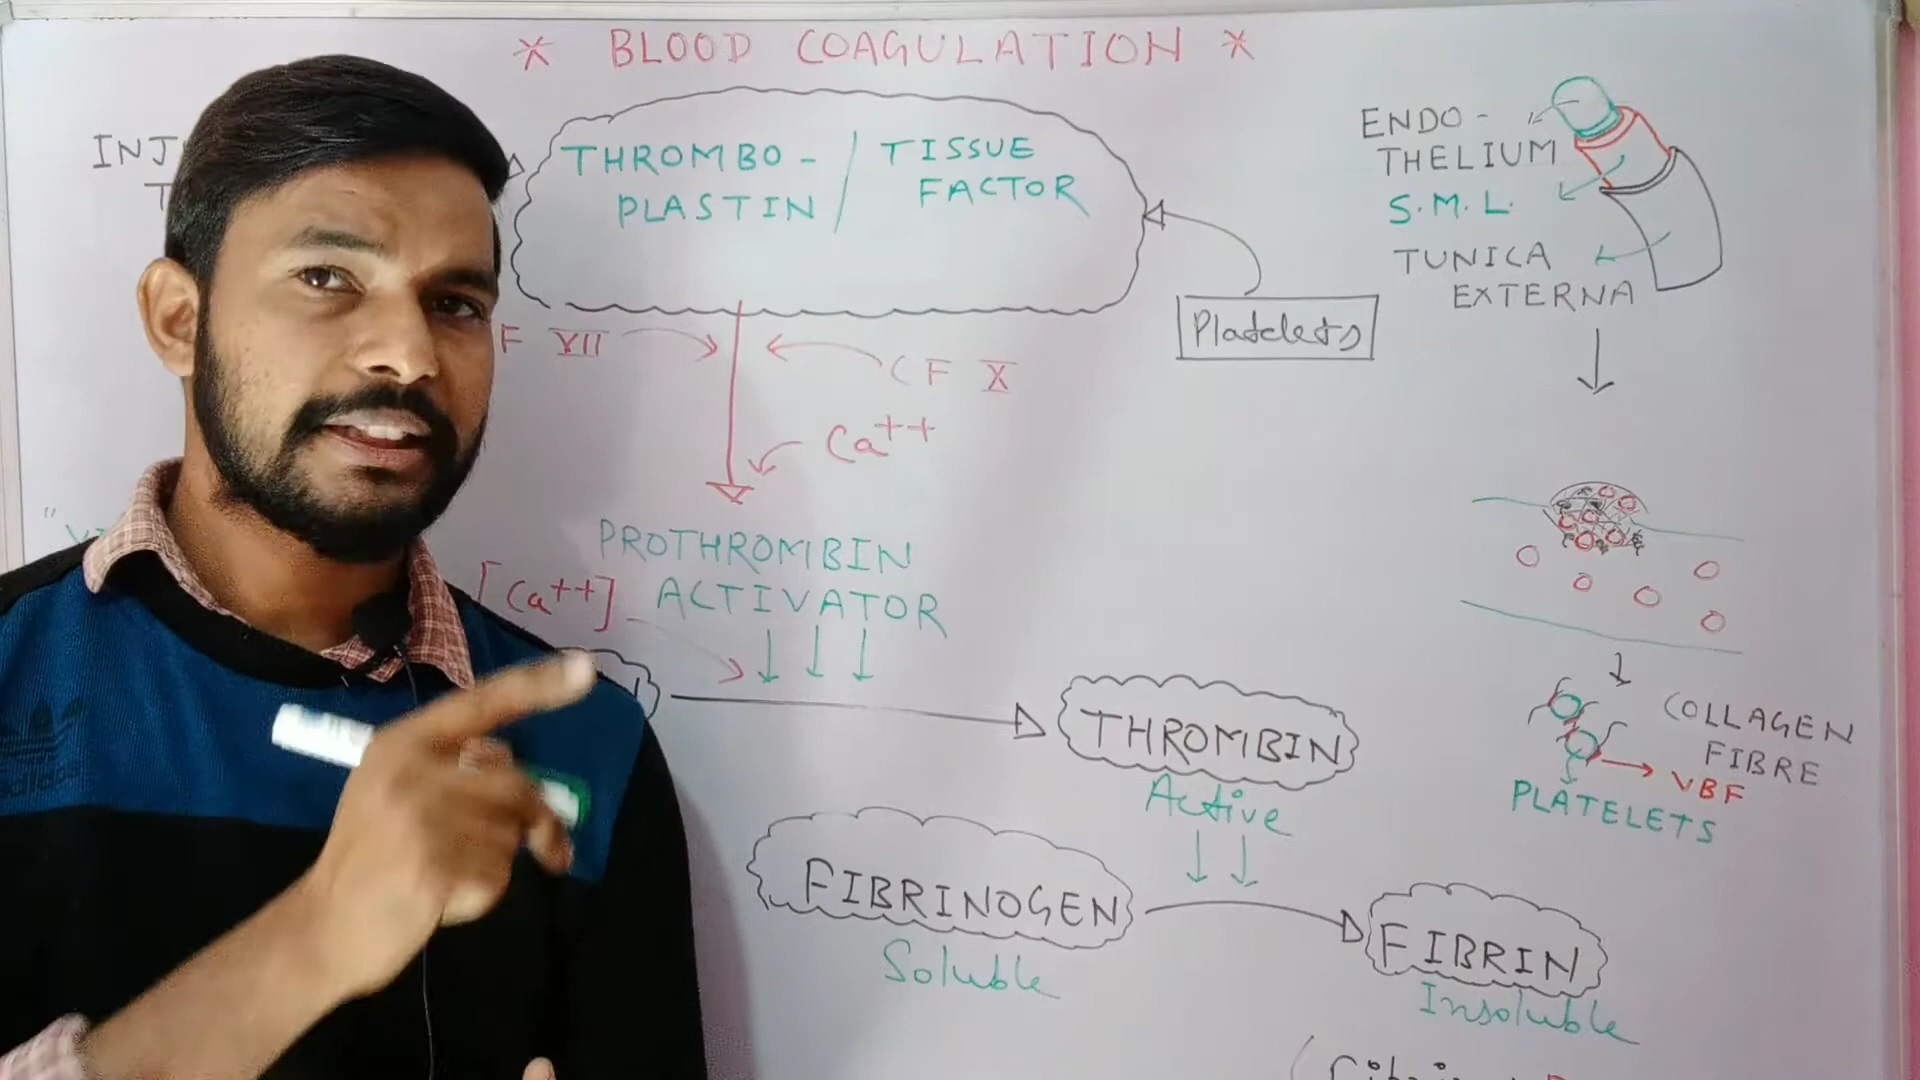 * BLOOD COAGULATION *
THROMBO-
PLASTIN
/
TISSUE
FACTOR
Platelets
F VII
CF X
Ca++
PROTHROMBIN
ACTIVATOR
[Ca++]
THROMBIN
Active
FIBRINOGEN
Soluble
FIBRIN
Insoluble
ENDO-
THELIUM
S.M.L.
TUNICA
EXTERNA
COLLAGEN
FIBRE
VBF
PLATELETS
adidas